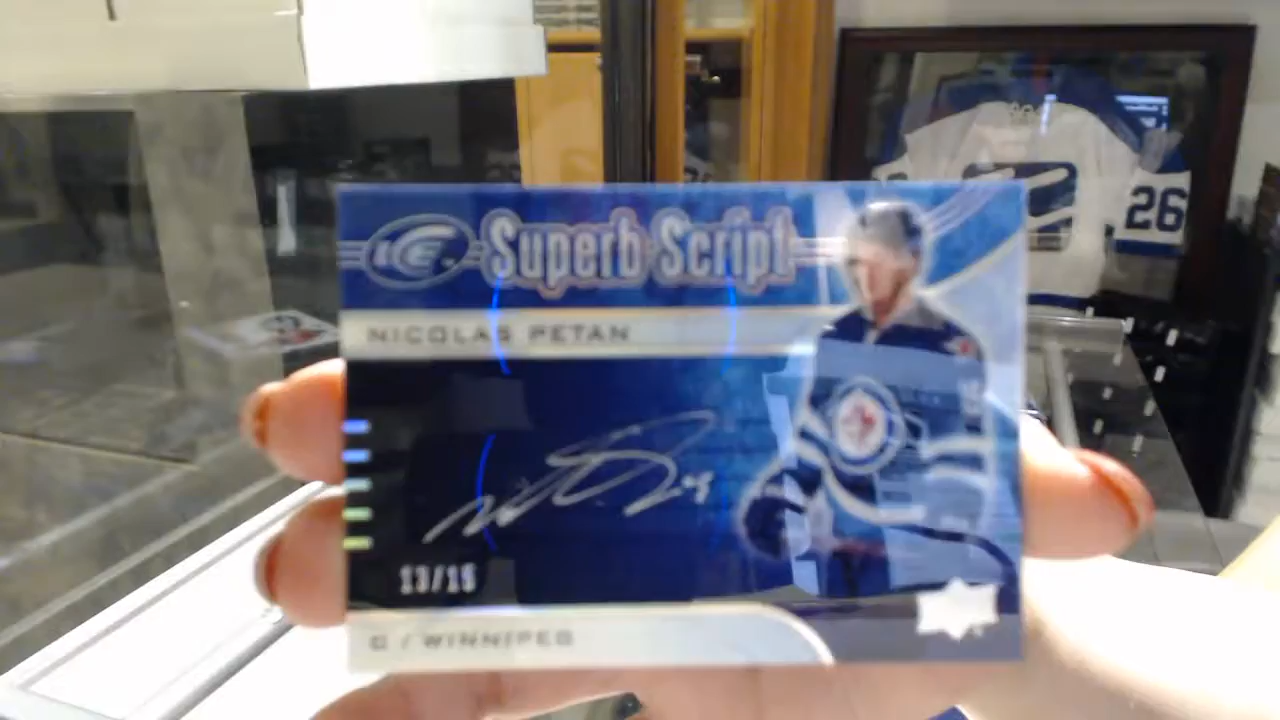 ICE.
Superb Script
NICOLAS PETAN
13/15
C / WINNIPEG
26